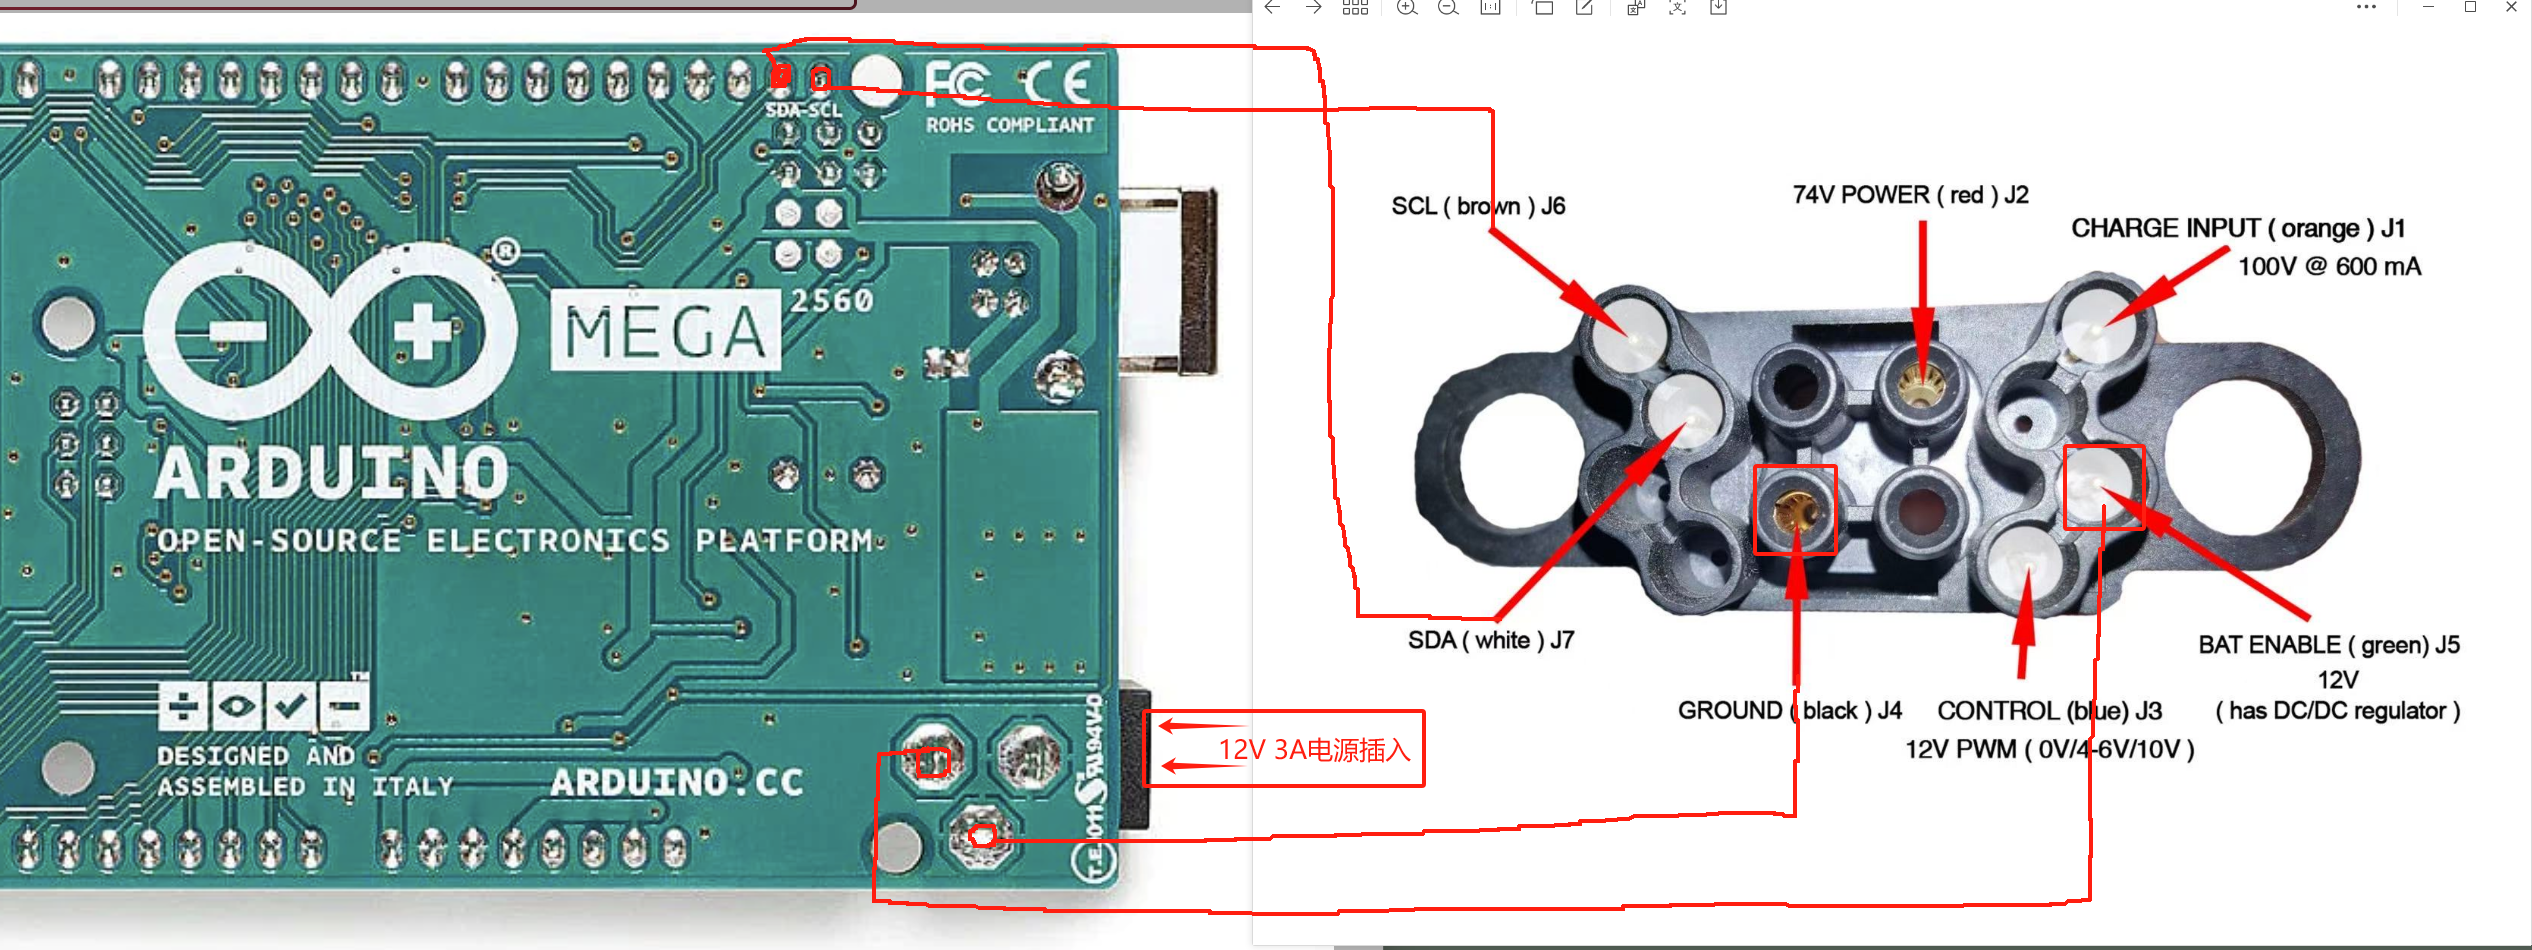 SDA-SCL
FC CE
ROHS COMPLIANT
®
MEGA
2560
ARDUINO
OPEN-SOURCE ELECTRONICS PLATFORM
TM
DESIGNED AND
ASSEMBLED IN ITALY
ARDUINO.CC
94V-0
12V 3A电源插入
SCL ( brown ) J6
74V POWER ( red ) J2
CHARGE INPUT ( orange ) J1
100V @ 600 mA
SDA ( white ) J7
GROUND ( black ) J4
CONTROL (blue) J3
12V PWM ( 0V/4-6V/10V )
BAT ENABLE ( green) J5
12V
( has DC/DC regulator )